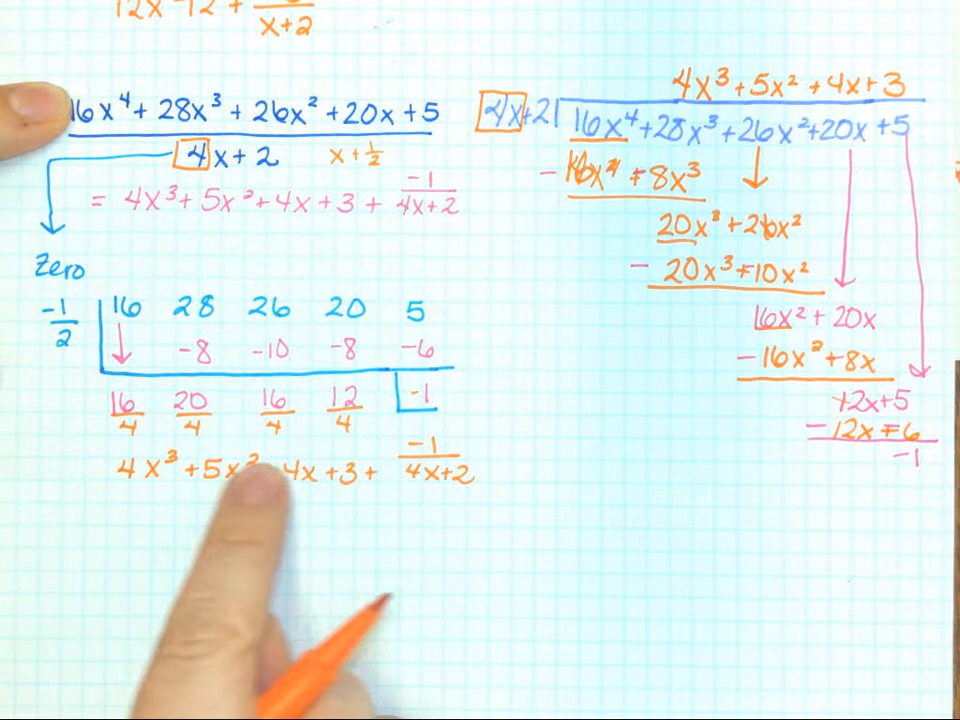 12x - 12 +
x+2
16x⁴ + 28x³ + 26x² + 20x + 5
4x + 2
x + 1/2
= 4x³ + 5x² + 4x + 3 + -1/(4x+2)
Zero
-1/2
16 28 26 20 5
-8 -10 -8 -6
16/4 20/4 16/4 12/4 -1
4x³ + 5x² 4x + 3 + -1/(4x+2)
4x³ + 5x² + 4x + 3
4x+2 16x⁴ + 28x³ + 26x² + 20x + 5
- 16x⁴ + 8x³
20x³ + 26x²
- 20x³ + 10x²
16x² + 20x
- 16x² + 8x
12x + 5
- 12x + 6
-1